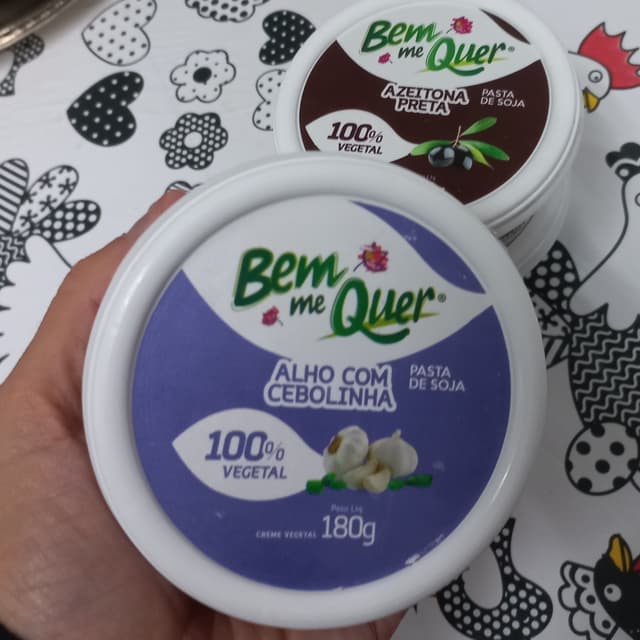 Bem
me Quer®
AZEITONA
PRETA
PASTA
DE SOJA
100%
VEGETAL
Bem
me Quer®
ALHO COM
CEBOLINHA
PASTA
DE SOJA
100%
VEGETAL
Peso Líq
CREME VEGETAL 180g